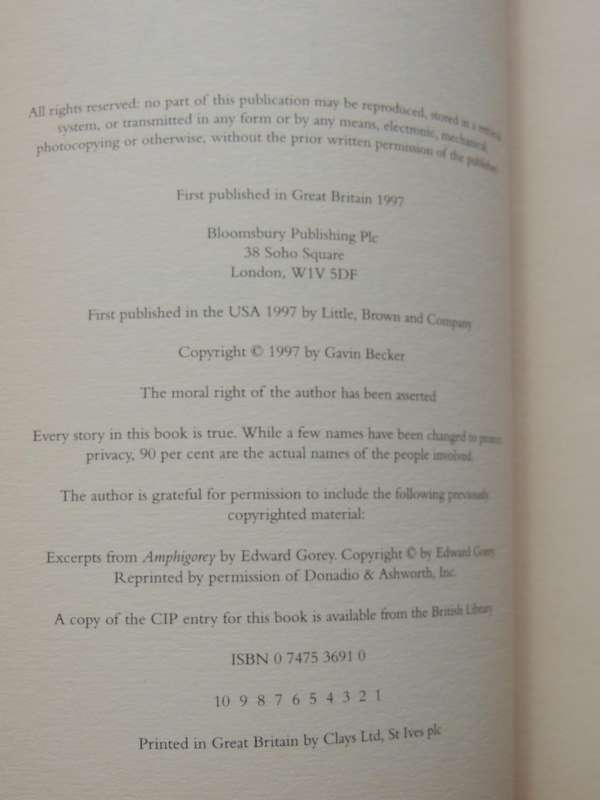 All rights reserved: no part of this publication may be reproduced, stored in a retrieval
system, or transmitted in any form or by any means, electronic, mechanical,
photocopying or otherwise, without the prior written permission of the publisher.
First published in Great Britain 1997
Bloomsbury Publishing Plc
38 Soho Square
London, W1V 5DF
First published in the USA 1997 by Little, Brown and Company
Copyright © 1997 by Gavin Becker
The moral right of the author has been asserted
Every story in this book is true. While a few names have been changed to protect
privacy, 90 per cent are the actual names of the people involved.
The author is grateful for permission to include the following previously
copyrighted material:
Excerpts from Amphigorey by Edward Gorey. Copyright © by Edward Gorey
Reprinted by permission of Donadio & Ashworth, Inc.
A copy of the CIP entry for this book is available from the British Library
ISBN 0 7475 3691 0
10 9 8 7 6 5 4 3 2 1
Printed in Great Britain by Clays Ltd, St Ives plc